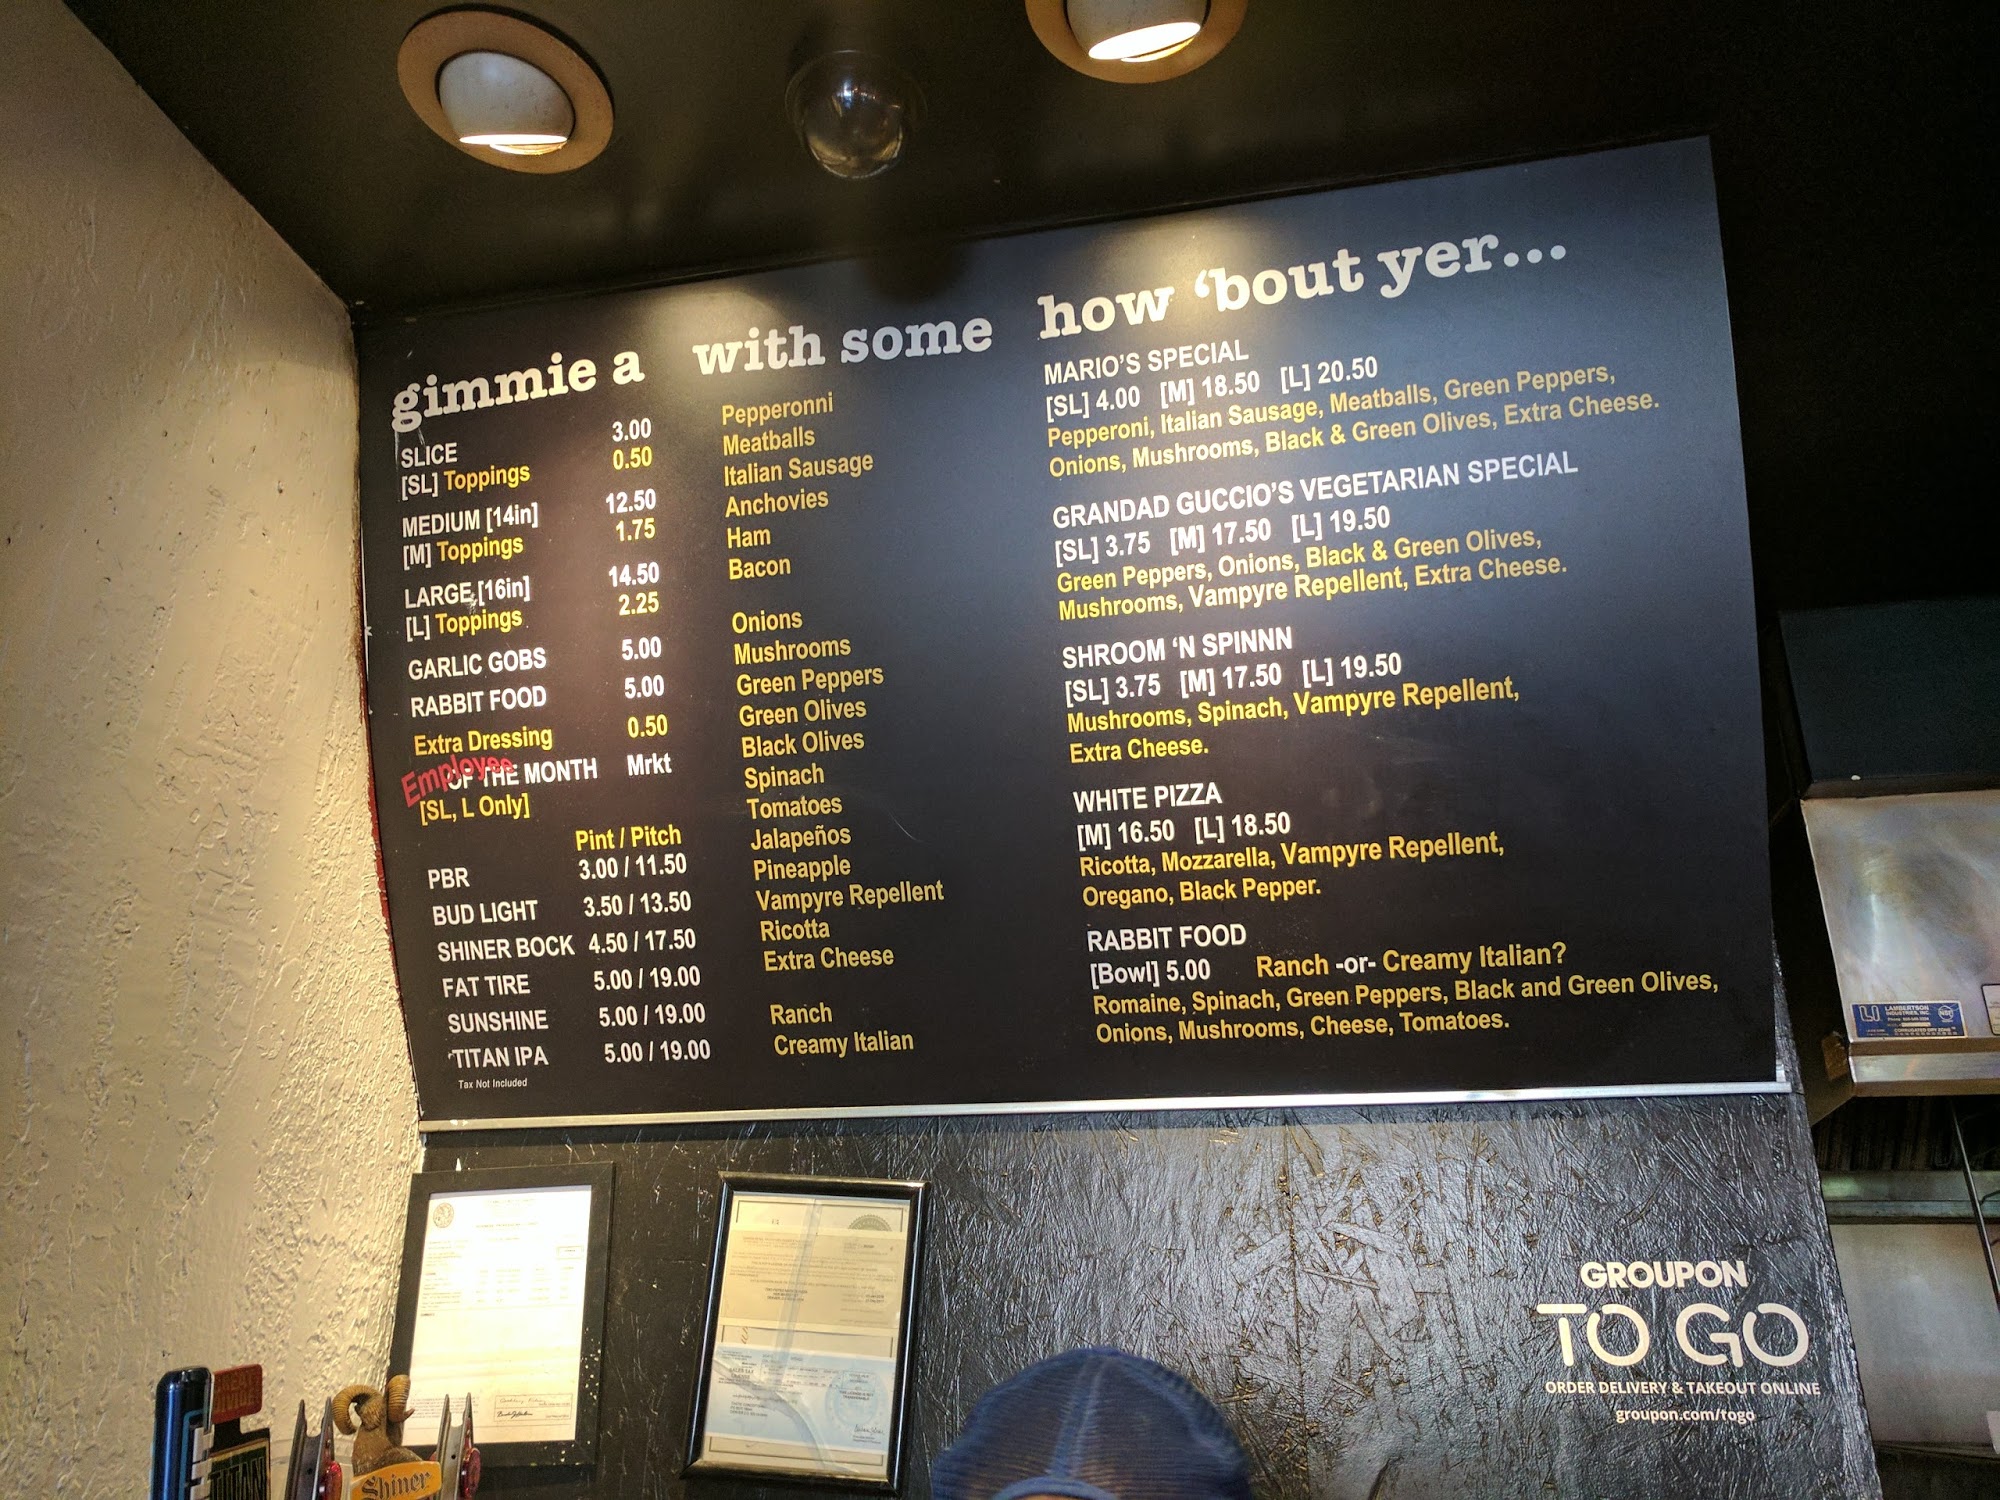 gimmie a
SLICE 3.00
[SL] Toppings 0.50
MEDIUM [14in] 12.50
[M] Toppings 1.75
LARGE [16in] 14.50
[L] Toppings 2.25
GARLIC GOBS 5.00
RABBIT FOOD 5.00
Extra Dressing 0.50
Employee
OF THE MONTH Mrkt
[SL, L Only]
Pint / Pitch
PBR 3.00 / 11.50
BUD LIGHT 3.50 / 13.50
SHINER BOCK 4.50 / 17.50
FAT TIRE 5.00 / 19.00
SUNSHINE 5.00 / 19.00
TITAN IPA 5.00 / 19.00
Tax Not Included
with some
Pepperonni
Meatballs
Italian Sausage
Anchovies
Ham
Bacon
Onions
Mushrooms
Green Peppers
Green Olives
Black Olives
Spinach
Tomatoes
Jalapeños
Pineapple
Vampyre Repellent
Ricotta
Extra Cheese
Ranch
Creamy Italian
how ‘bout yer...
MARIO’S SPECIAL
[SL] 4.00 [M] 18.50 [L] 20.50
Pepperoni, Italian Sausage, Meatballs, Green Peppers,
Onions, Mushrooms, Black & Green Olives, Extra Cheese.
GRANDAD GUCCIO’S VEGETARIAN SPECIAL
[SL] 3.75 [M] 17.50 [L] 19.50
Green Peppers, Onions, Black & Green Olives,
Mushrooms, Vampyre Repellent, Extra Cheese.
SHROOM ‘N SPINNN
[SL] 3.75 [M] 17.50 [L] 19.50
Mushrooms, Spinach, Vampyre Repellent,
Extra Cheese.
WHITE PIZZA
[M] 16.50 [L] 18.50
Ricotta, Mozzarella, Vampyre Repellent,
Oregano, Black Pepper.
RABBIT FOOD
[Bowl] 5.00 Ranch -or- Creamy Italian?
Romaine, Spinach, Green Peppers, Black and Green Olives,
Onions, Mushrooms, Cheese, Tomatoes.
LAMBERTSON
INDUSTRIES, INC.
GROUPON
TO GO
ORDER DELIVERY & TAKEOUT ONLINE
groupon.com/togo
TITAN
Shiner